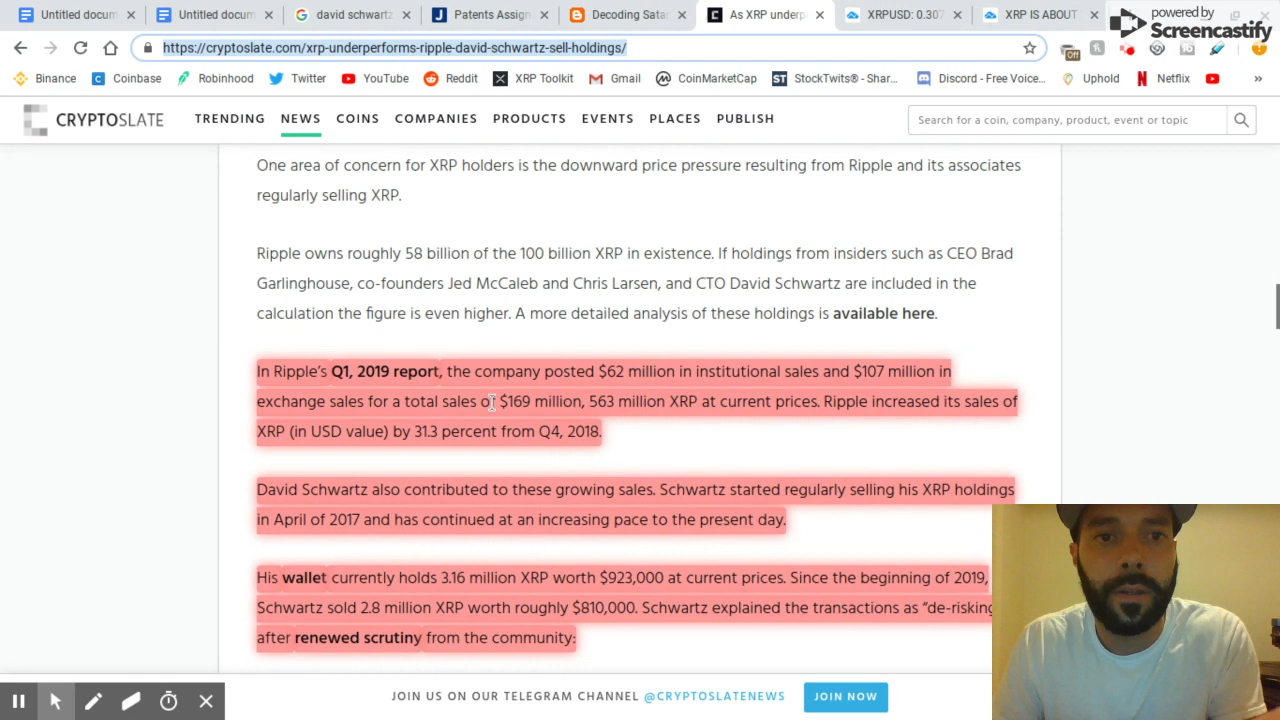 Untitled docum
Untitled docum
david schwartz
Patents Assign
Decoding Sata
As XRP underp
XRPUSD: 0.307
XRP IS ABOUT
powered by
Screencastify
https://cryptoslate.com/xrp-underperforms-ripple-david-schwartz-sell-holdings/
Off
Binance
Coinbase
Robinhood
Twitter
YouTube
Reddit
XRP Toolkit
Gmail
CoinMarketCap
ST StockTwits® - Shar...
Discord - Free Voice...
Uphold
Netflix
»
CRYPTOSLATE
TRENDING
NEWS
COINS
COMPANIES
PRODUCTS
EVENTS
PLACES
PUBLISH
Search for a coin, company, product, event or topic
One area of concern for XRP holders is the downward price pressure resulting from Ripple and its associates
regularly selling XRP.
Ripple owns roughly 58 billion of the 100 billion XRP in existence. If holdings from insiders such as CEO Brad
Garlinghouse, co-founders Jed McCaleb and Chris Larsen, and CTO David Schwartz are included in the
calculation the figure is even higher. A more detailed analysis of these holdings is available here.
In Ripple's Q1, 2019 report, the company posted $62 million in institutional sales and $107 million in
exchange sales for a total sales of $169 million, 563 million XRP at current prices. Ripple increased its sales of
XRP (in USD value) by 31.3 percent from Q4, 2018.
David Schwartz also contributed to these growing sales. Schwartz started regularly selling his XRP holdings
in April of 2017 and has continued at an increasing pace to the present day.
His wallet currently holds 3.16 million XRP worth $923,000 at current prices. Since the beginning of 2019,
Schwartz sold 2.8 million XRP worth roughly $810,000. Schwartz explained the transactions as “de-risking
after renewed scrutiny from the community:
JOIN US ON OUR TELEGRAM CHANNEL @CRYPTOSLATENEWS
JOIN NOW